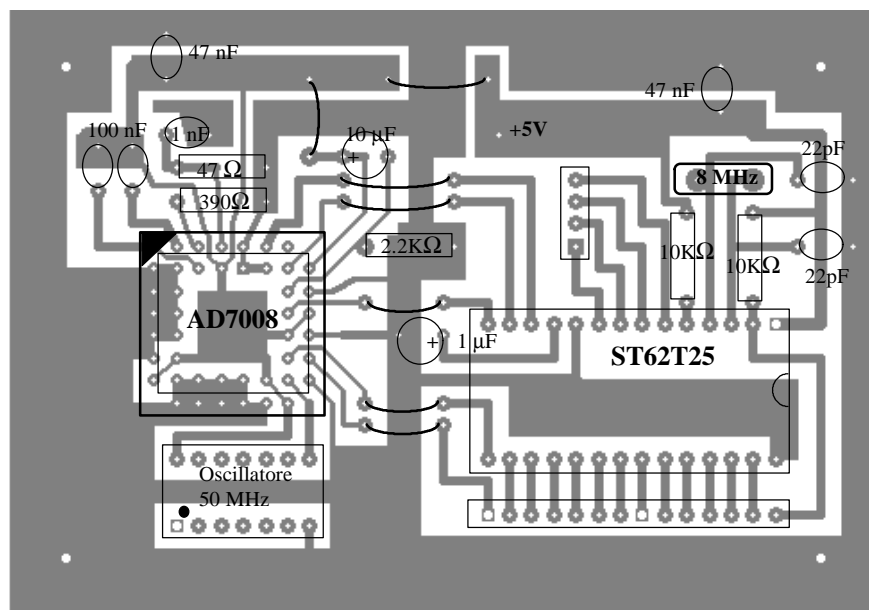 47 nF
47 nF
100 nF
1 nF
10 µF
+
+5V
22pF
47 Ω
8 MHz
390Ω
2.2KΩ
10KΩ
10KΩ
22pF
AD7008
+
1 µF
ST62T25
Oscillatore
50 MHz